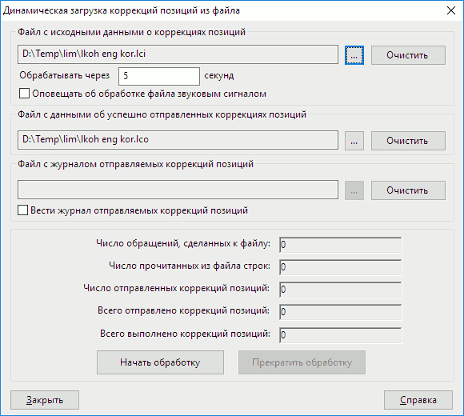 Динамическая загрузка коррекций позиций из файла
Файл с исходными данными о коррекциях позиций
D:\Temp\lim\Ikoh eng kor.lci
...
Очистить
Обрабатывать через 5 секунд
Оповещать об обработке файла звуковым сигналом
Файл с данными об успешно отправленных коррекциях позиций
D:\Temp\lim\Ikoh eng kor.lco
...
Очистить
Файл с журналом отправляемых коррекций позиций
...
Очистить
Вести журнал отправляемых коррекций позиций
Число обращений, сделанных к файлу: 0
Число прочитанных из файла строк: 0
Число отправленных коррекций позиций: 0
Всего отправлено коррекций позиций: 0
Всего выполнено коррекций позиций: 0
Начать обработку
Прекратить обработку
Закрыть
Справка